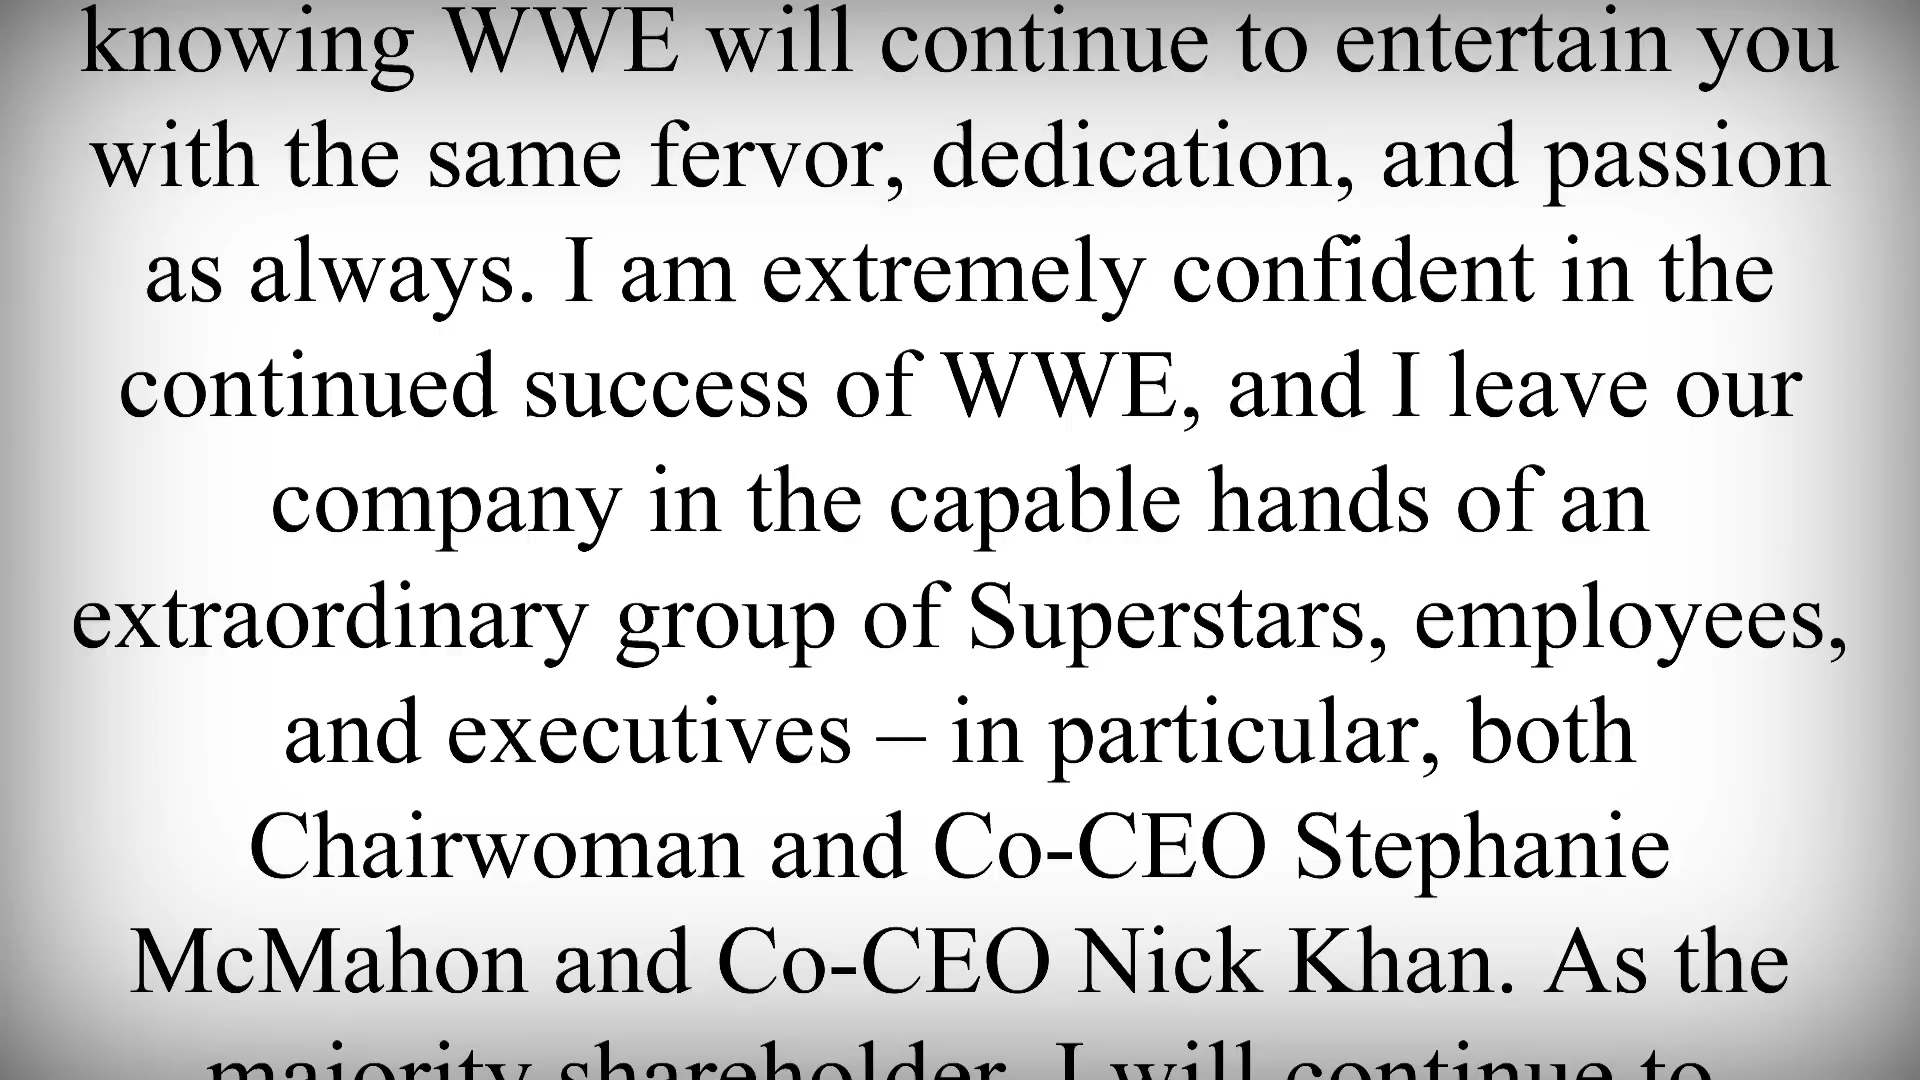 knowing WWE will continue to entertain you
with the same fervor, dedication, and passion
as always. I am extremely confident in the
continued success of WWE, and I leave our
company in the capable hands of an
extraordinary group of Superstars, employees,
and executives – in particular, both
Chairwoman and Co-CEO Stephanie
McMahon and Co-CEO Nick Khan. As the
majority shareholder, I will continue to